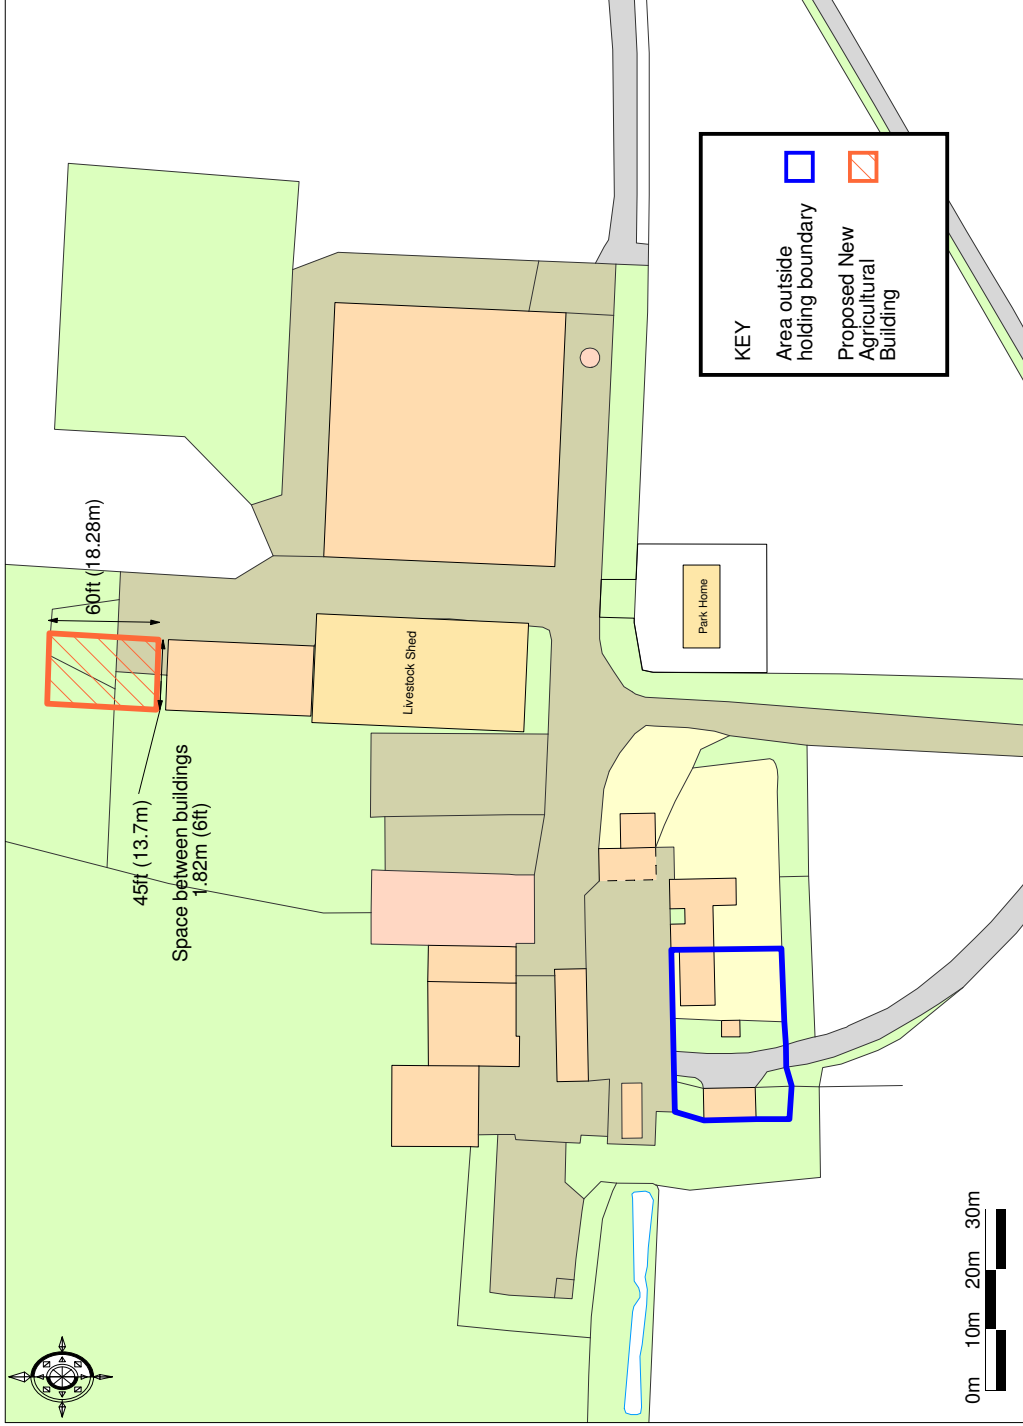 60ft (18.28m)
45ft (13.7m)
Space between buildings
1.82m (6ft)
Livestock Shed
Park Home
KEY
Area outside
holding boundary
Proposed New
Agricultural
Building
0m 10m 20m 30m